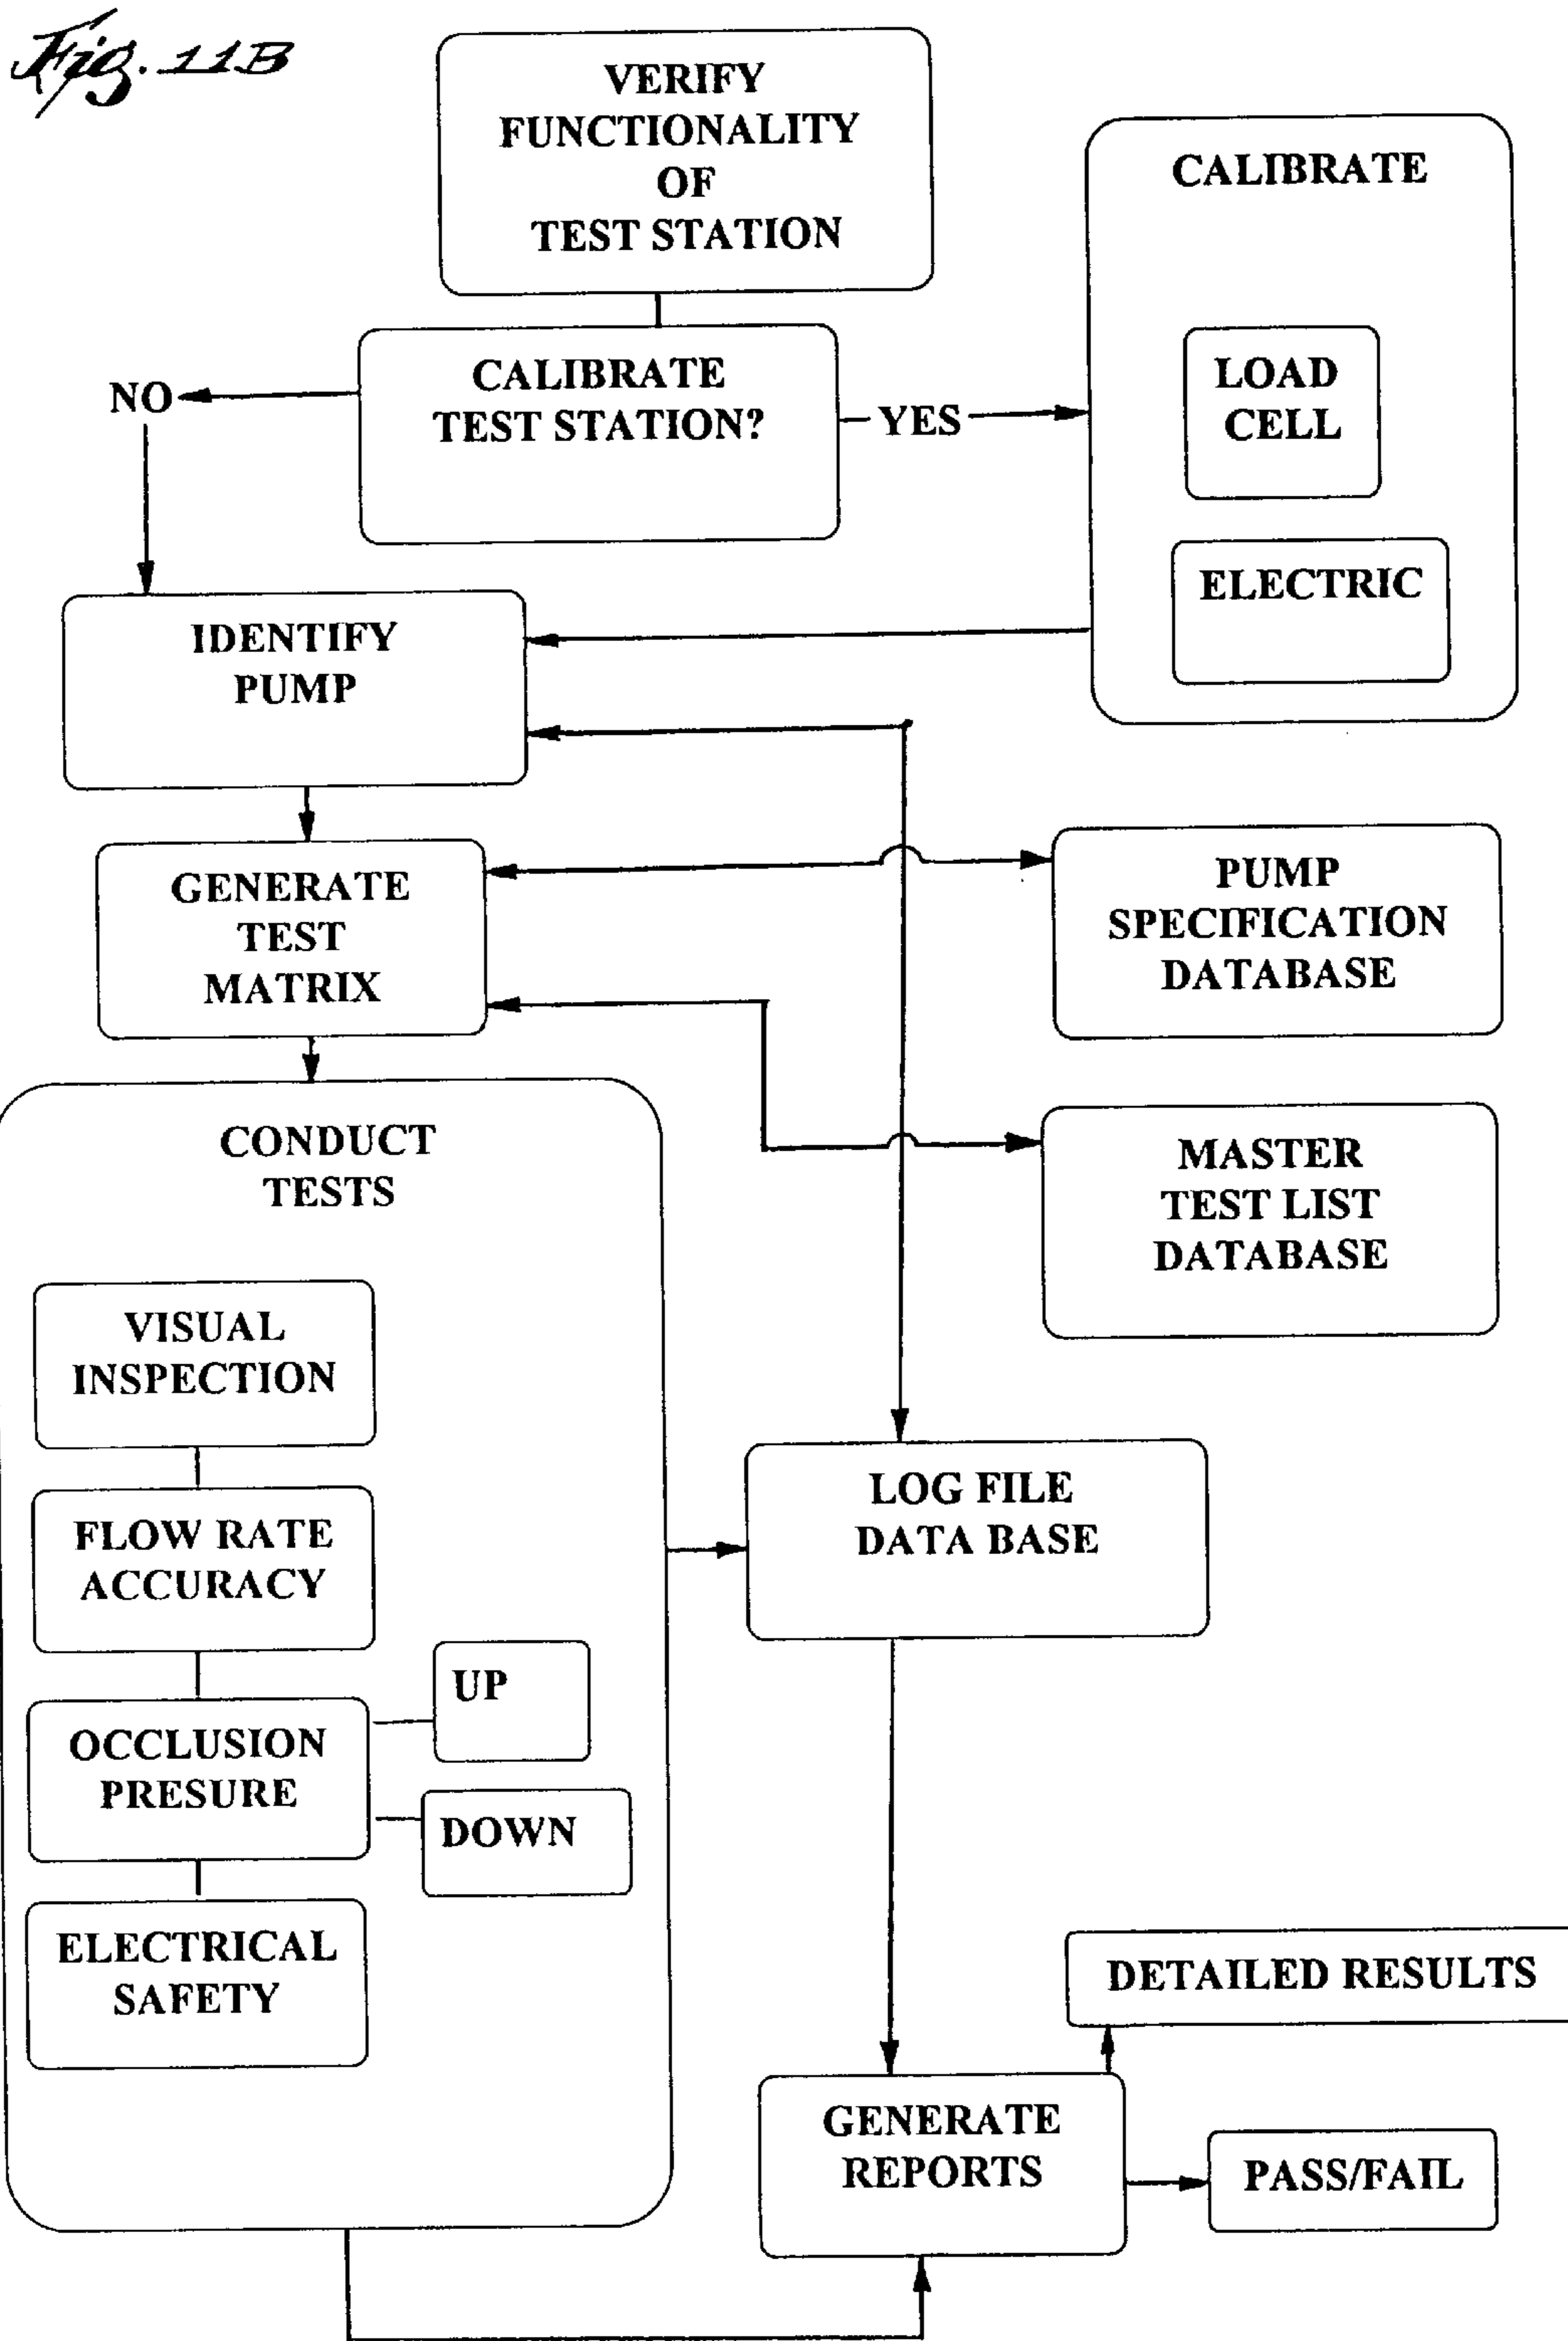 Fig. 11B
VERIFY
FUNCTIONALITY
OF
TEST STATION
CALIBRATE
LOAD
CELL
ELECTRIC
CALIBRATE
TEST STATION?
NO
YES
IDENTIFY
PUMP
GENERATE
TEST
MATRIX
PUMP
SPECIFICATION
DATABASE
MASTER
TEST LIST
DATABASE
CONDUCT
TESTS
VISUAL
INSPECTION
FLOW RATE
ACCURACY
OCCLUSION
PRESURE
UP
DOWN
ELECTRICAL
SAFETY
LOG FILE
DATA BASE
GENERATE
REPORTS
DETAILED RESULTS
PASS/FAIL